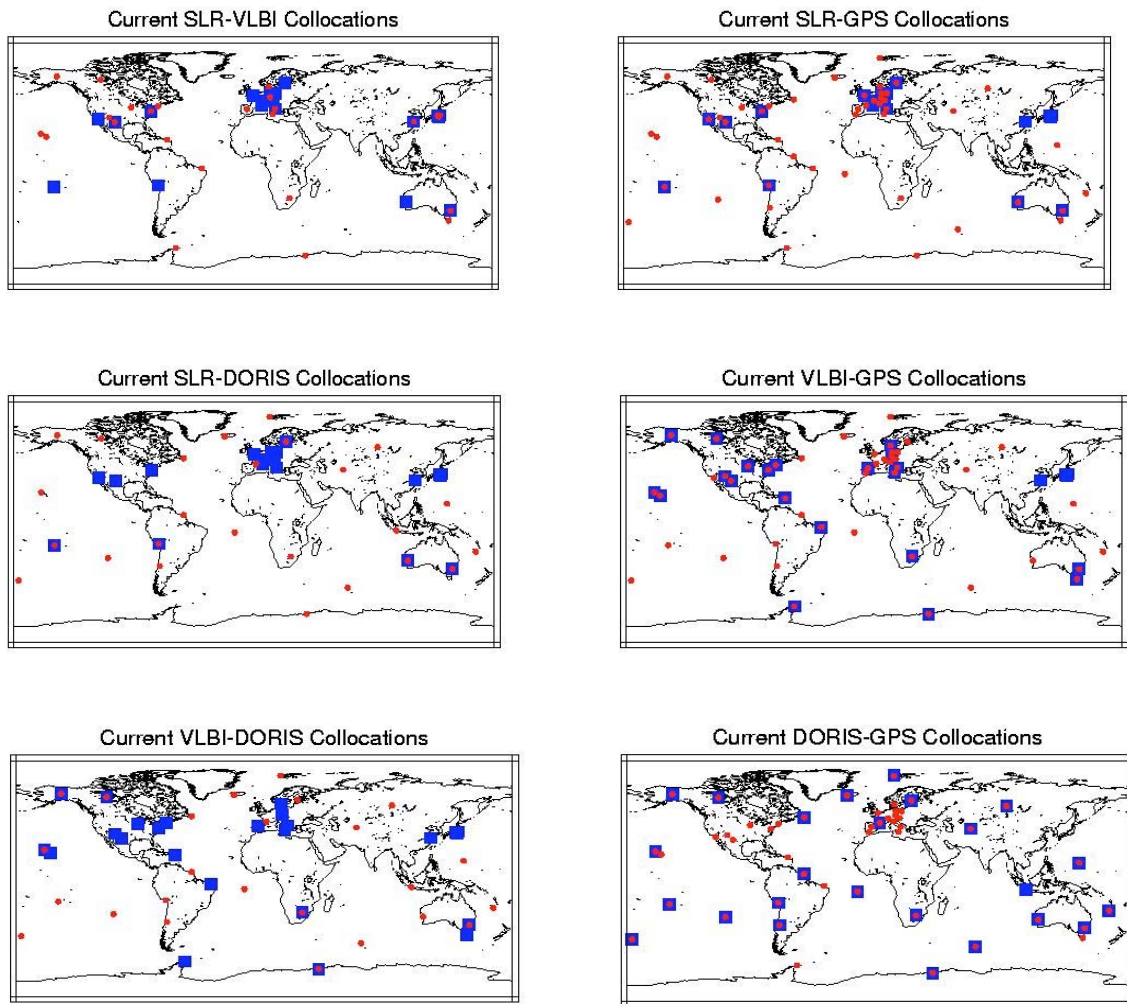 Current SLR-VLBI Collocations
Current SLR-GPS Collocations
Current SLR-DORIS Collocations
Current VLBI-GPS Collocations
Current VLBI-DORIS Collocations
Current DORIS-GPS Collocations